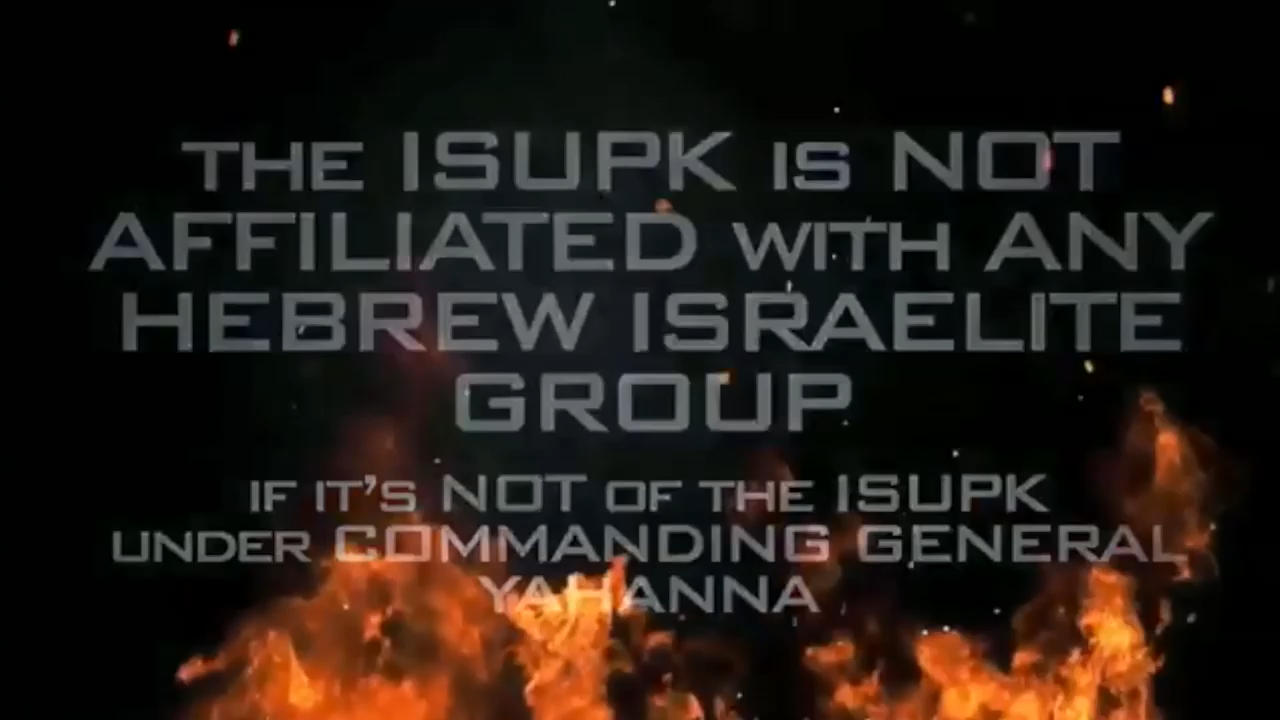 THE ISUPK IS NOT
AFFILIATED WITH ANY
HEBREW ISRAELITE
GROUP
IF IT'S NOT OF THE ISUPK
UNDER COMMANDING GENERAL
YAHANNA